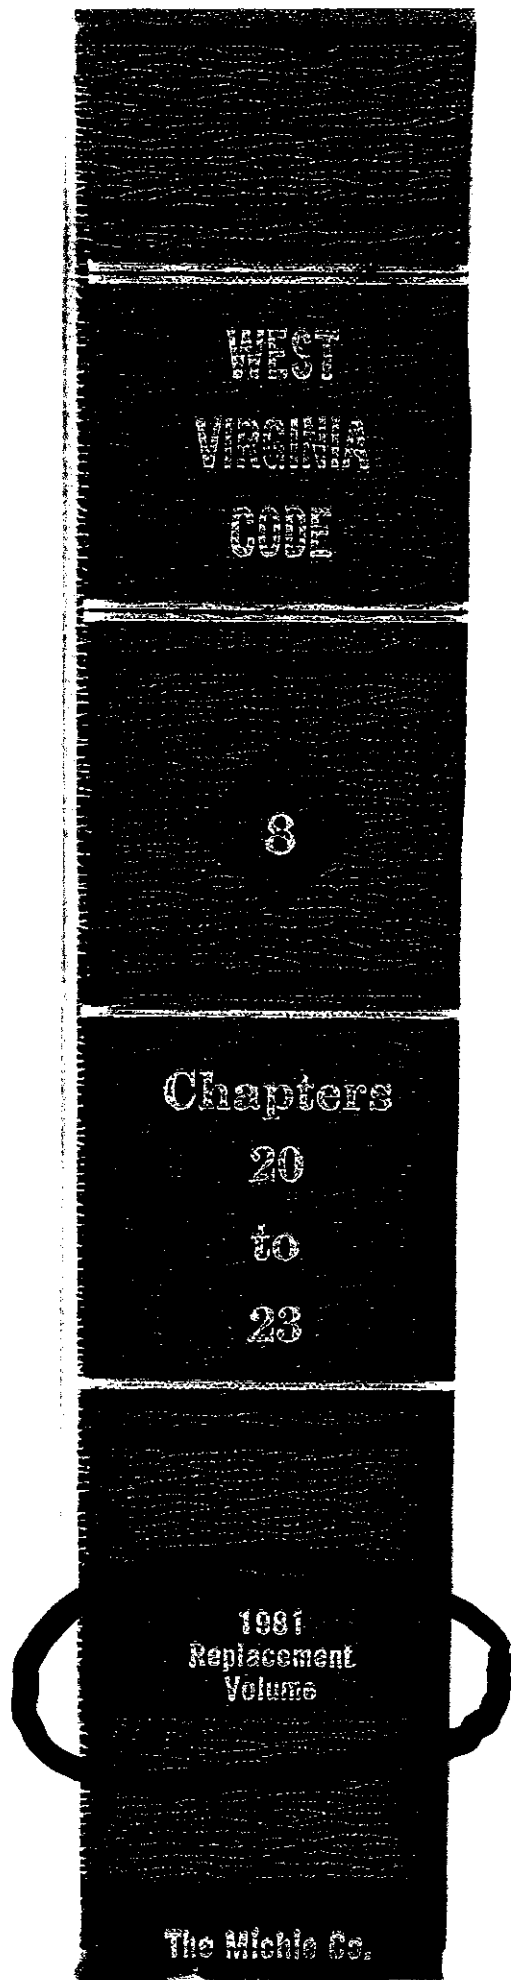 WEST
VIRGINIA
CODE
8
Chapters
20
to
23
1981
Replacement
Volume
The Michie Co.